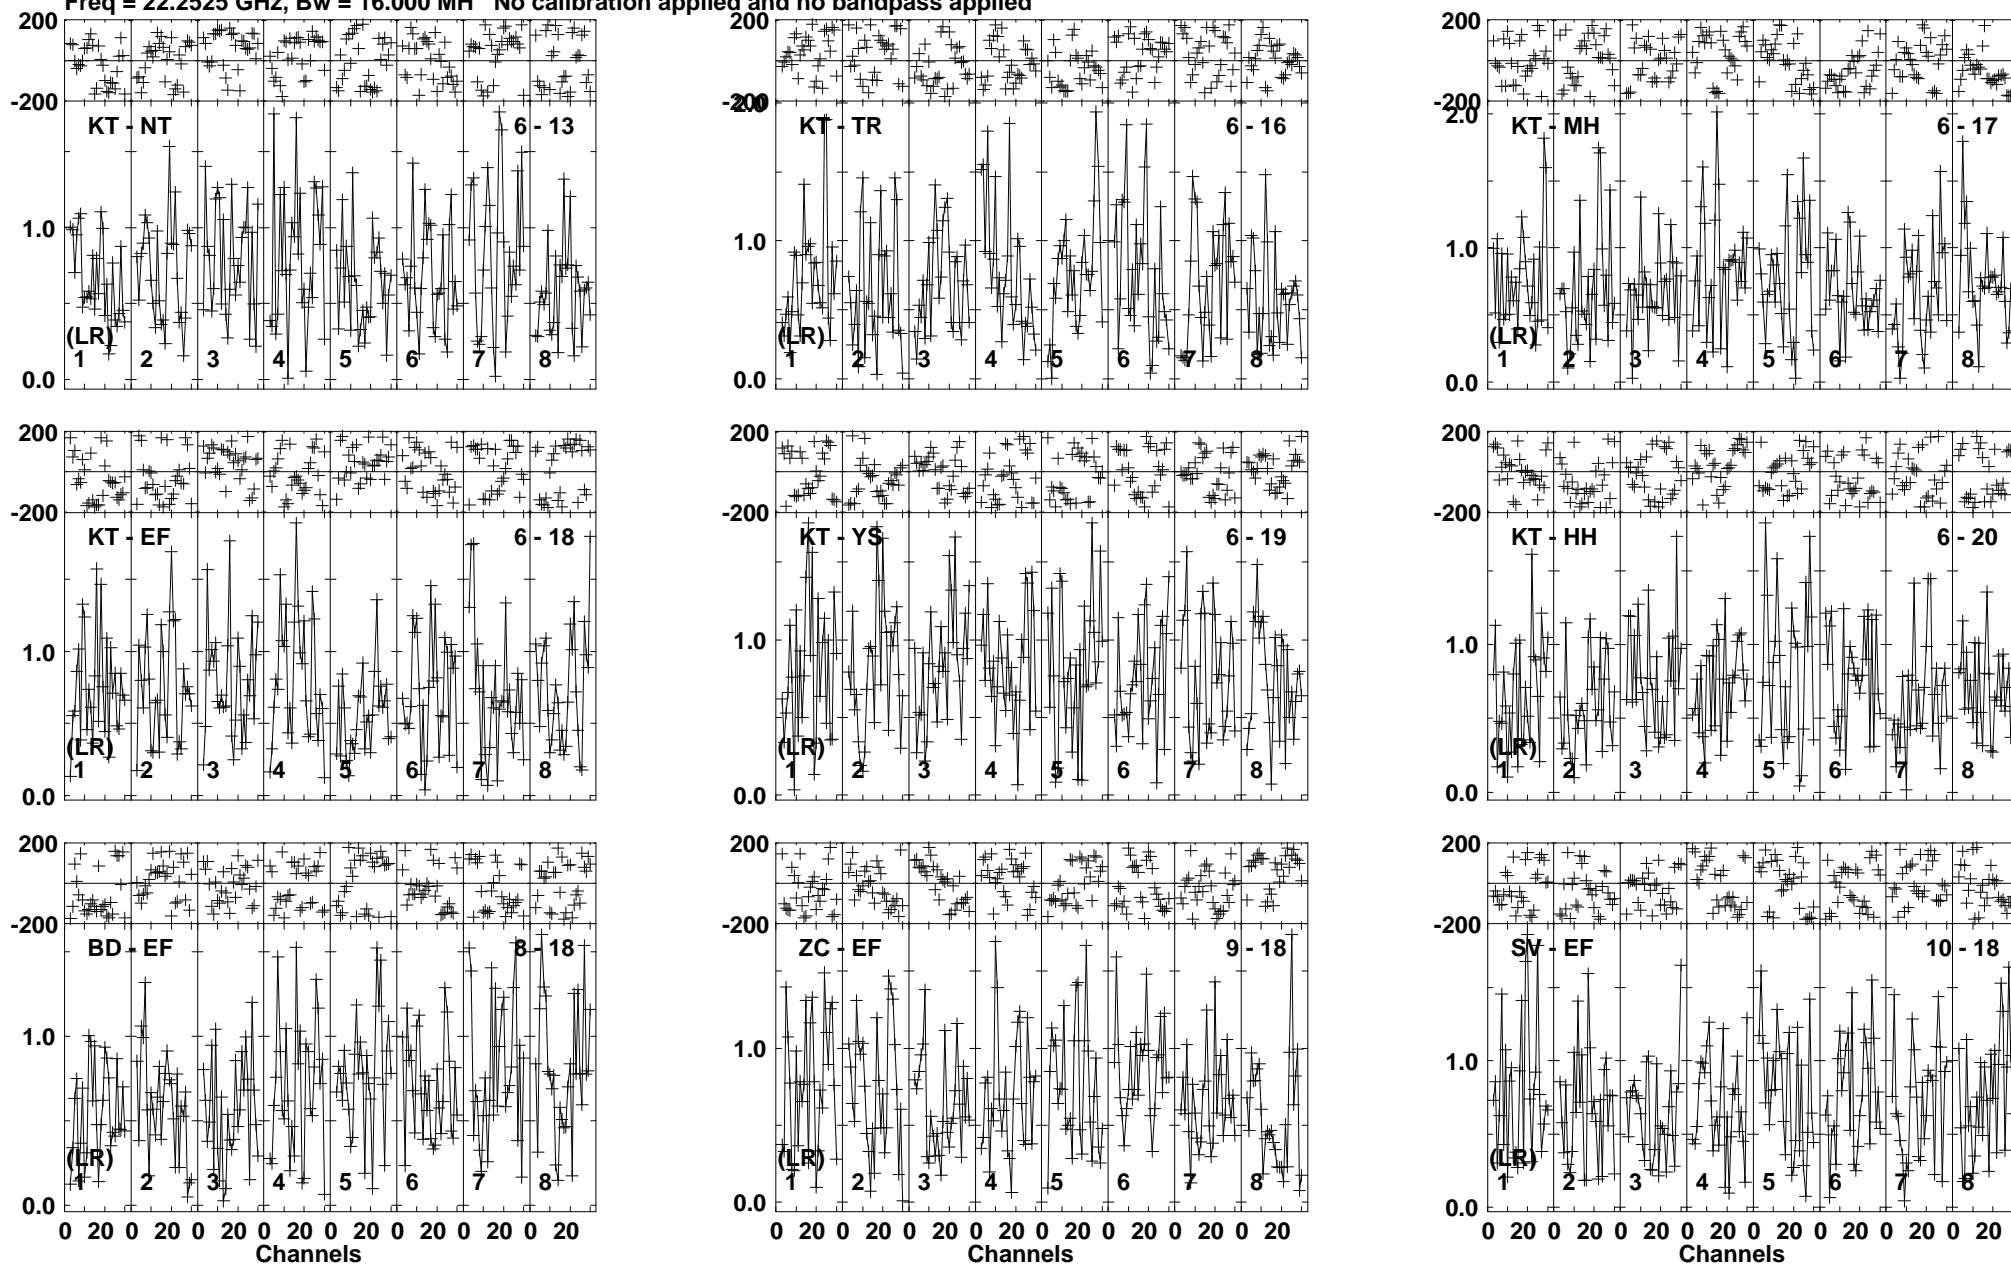 Freq = 22.2525 GHz, Bw = 16.000 MH No calibration applied and no bandpass applied
200 200 200
-200 -200 -200
2.0 2.0
KT - NT 6 - 13 KT - TR 6 - 16 KT - MH 6 - 17
1.0 1.0 1.0
(LR) (LR) (LR)
1 2 3 4 5 6 7 8 1 2 3 4 5 6 7 8 1 2 3 4 5 6 7 8
0.0 0.0 0.0
200 200 200
-200 -200 -200
KT - EF 6 - 18 KT - YS 6 - 19 KT - HH 6 - 20
1.0 1.0 1.0
(LR) (LR) (LR)
1 2 3 4 5 6 7 8 1 2 3 4 5 6 7 8 1 2 3 4 5 6 7 8
0.0 0.0 0.0
200 200 200
-200 -200 -200
BD - EF 8 - 18 ZC - EF 9 - 18 SV - EF 10 - 18
1.0 1.0 1.0
(LR) (LR) (LR)
1 2 3 4 5 6 7 8 1 2 3 4 5 6 7 8 1 2 3 4 5 6 7 8
0.0 0.0 0.0
0 20 0 20 0 20 0 20 0 20 0 20 0 20 0 20 0 20 0 20 0 20 0 20 0 20 0 20 0 20 0 20 0 20 0 20 0 20 0 20 0 20 0 20 0 20 0 20
Channels Channels Channels